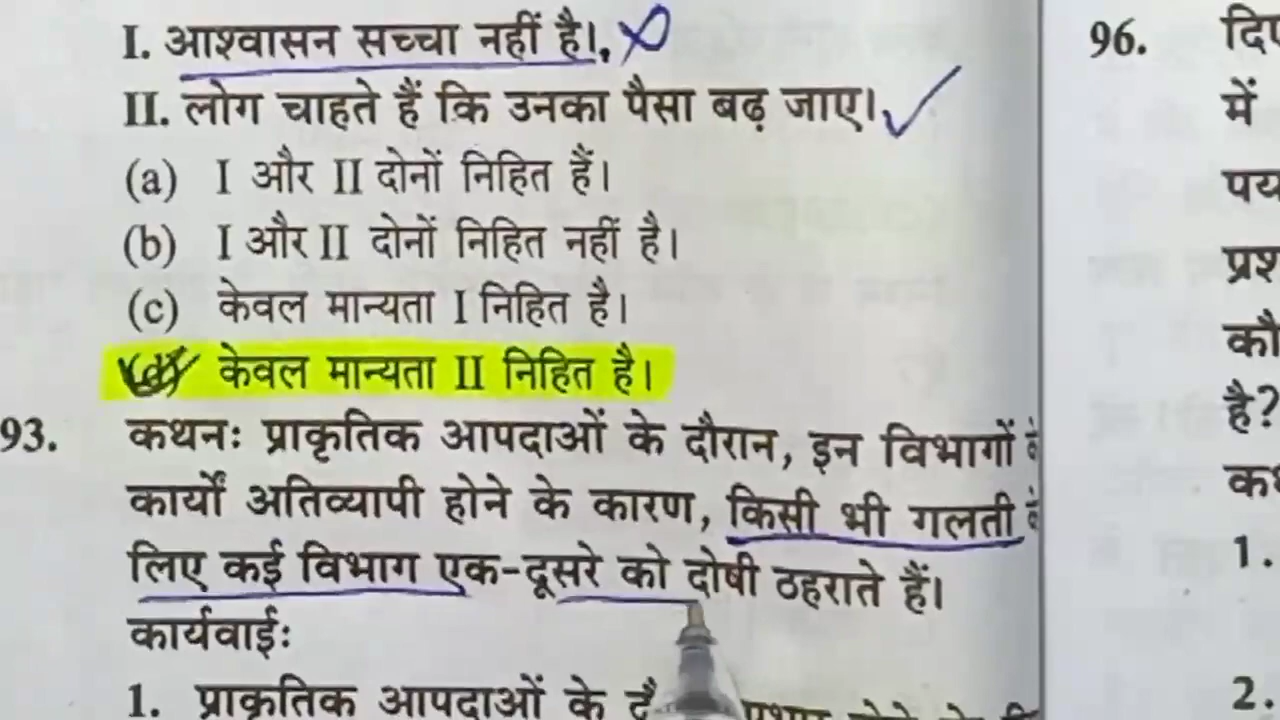 I. आश्वासन सच्चा नहीं है।
II. लोग चाहते हैं कि उनका पैसा बढ़ जाए।
(a) I और II दोनों निहित हैं।
(b) I और II दोनों निहित नहीं है।
(c) केवल मान्यता I निहित है।
(d) केवल मान्यता II निहित है।
93. कथनः प्राकृतिक आपदाओं के दौरान, इन विभागों
कार्यों अतिव्यापी होने के कारण, किसी भी गलती
लिए कई विभाग एक-दूसरे को दोषी ठहराते हैं।
कार्यवाईः
1. प्राकृतिक आपदाओं के
96.
में
है?
1.
2.